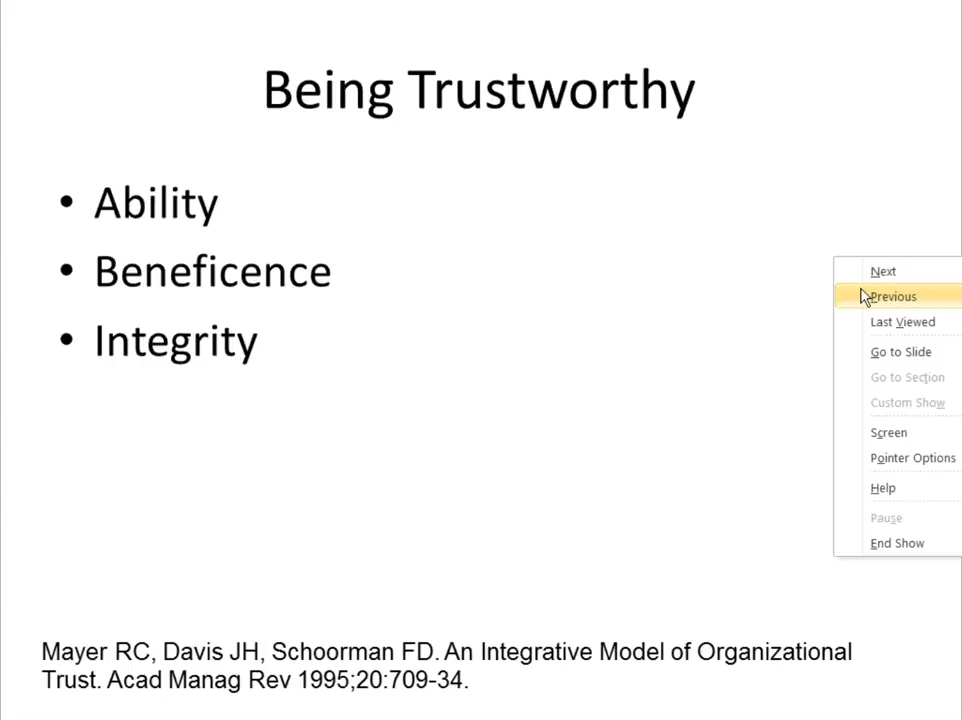 Being Trustworthy
• Ability
• Beneficence
• Integrity
Next
Previous
Last Viewed
Go to Slide
Go to Section
Custom Show
Screen
Pointer Options
Help
Pause
End Show
Mayer RC, Davis JH, Schoorman FD. An Integrative Model of Organizational
Trust. Acad Manag Rev 1995;20:709-34.